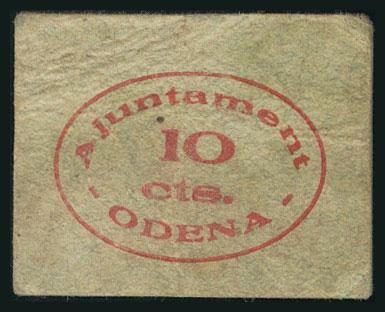 Ajuntament
10
cts.
- ODENA -